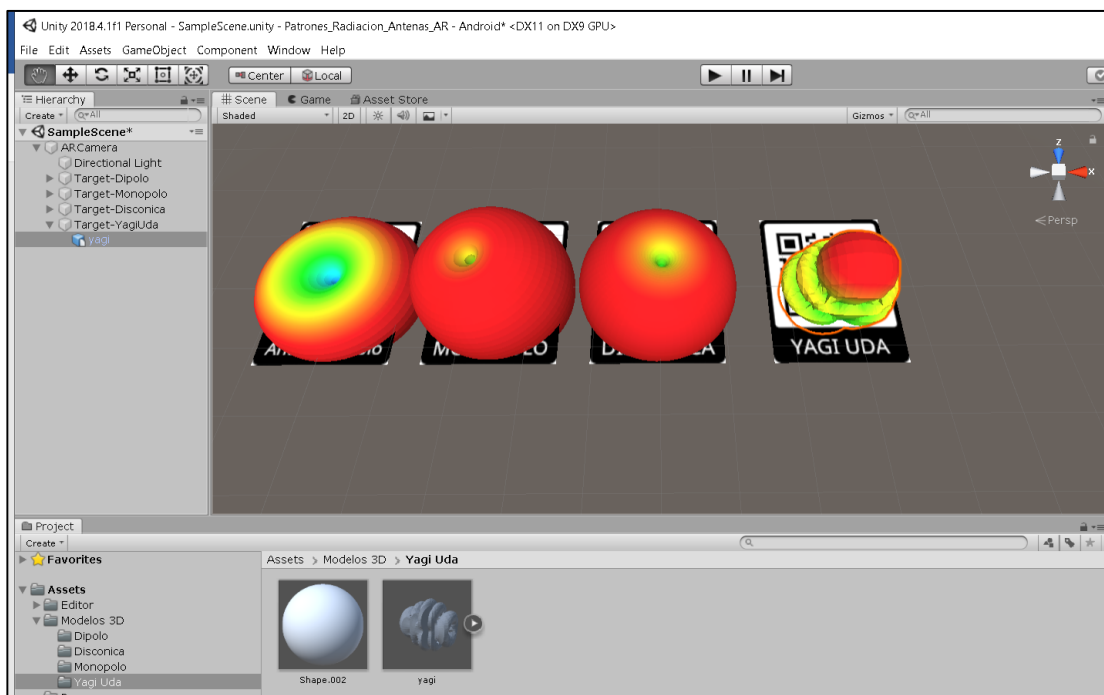 Unity 2018.4.1f1 Personal - SampleScene.unity - Patrones_Radiacion_Antenas_AR - Android* <DX11 on DX9 GPU>
File Edit Assets GameObject Component Window Help
Center Local
Hierarchy
Create All
SampleScene*
ARCamera
Directional Light
Target-Dipolo
Target-Monopolo
Target-Disconica
Target-YagiUda
yagi
Scene Game Asset Store
Shaded 2D Gizmos All
z
x
Persp
YAGI UDA
Project
Create
Favorites
Assets
Editor
Modelos 3D
Dipolo
Disconica
Monopolo
Yagi Uda
Assets > Modelos 3D > Yagi Uda
Shape.002 yagi